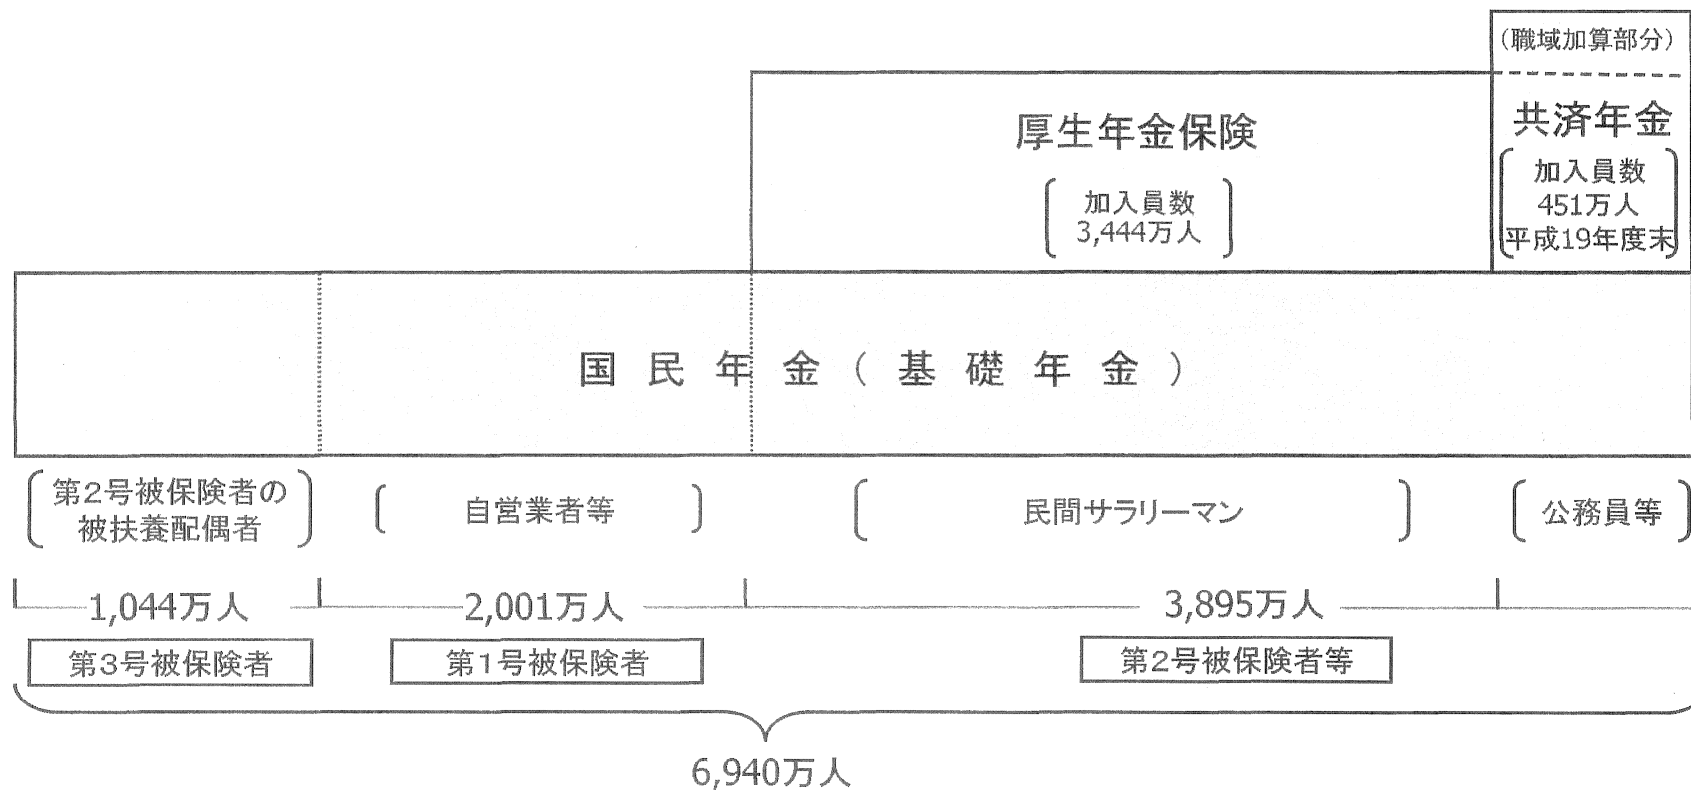 (職域加算部分)
共済年金
加入員数
451万人
平成19年度末
厚生年金保険
加入員数
3,444万人
国民年金(基礎年金)
第2号被保険者の
被扶養配偶者
自営業者等
民間サラリーマン
公務員等
1,044万人
2,001万人
3,895万人
第3号被保険者
第1号被保険者
第2号被保険者等
6,940万人